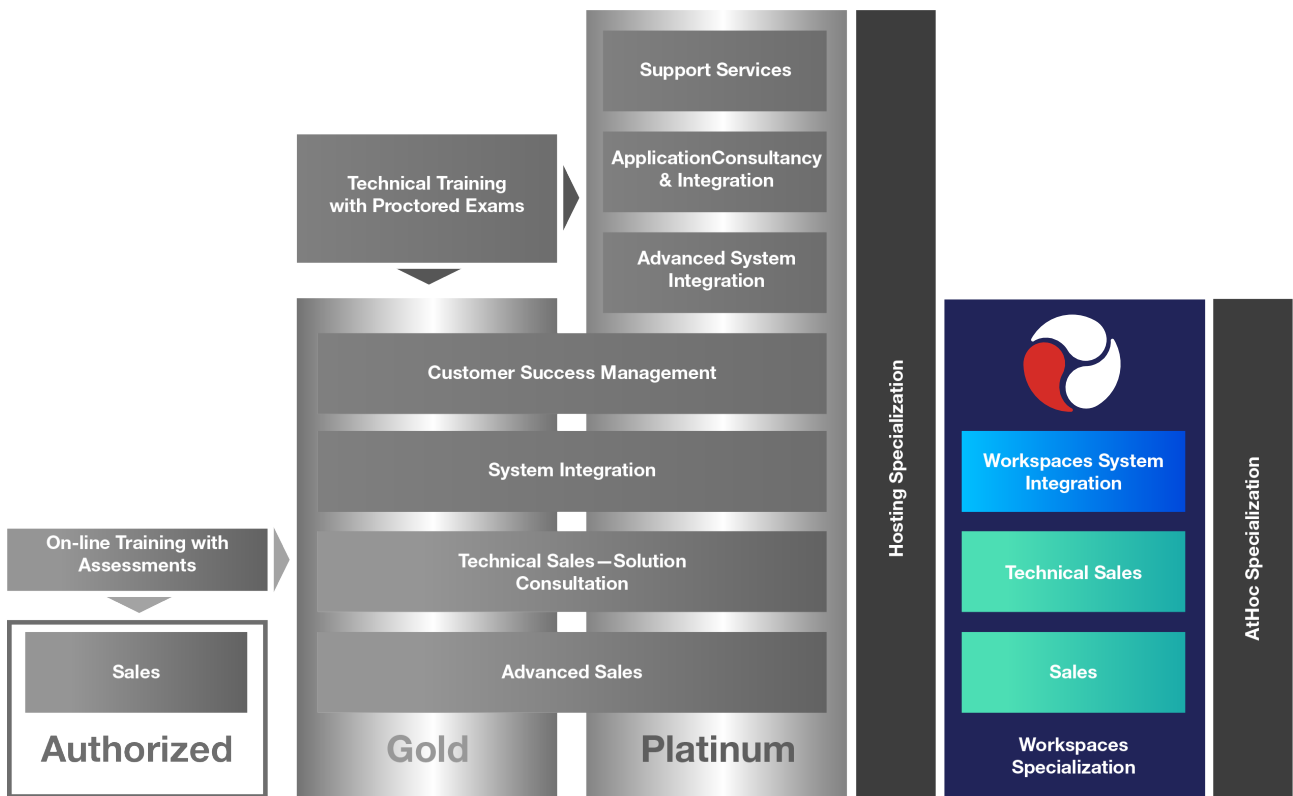 Support Services
ApplicationConsultancy
& Integration
Technical Training
with Proctored Exams
Advanced System
Integration
Customer Success Management
System Integration
On-line Training with
Assessments
Technical Sales—Solution
Consultation
Sales
Advanced Sales
Authorized
Gold
Platinum
Hosting Specialization
Workspaces System
Integration
Technical Sales
Sales
Workspaces
Specialization
AtHoc Specialization